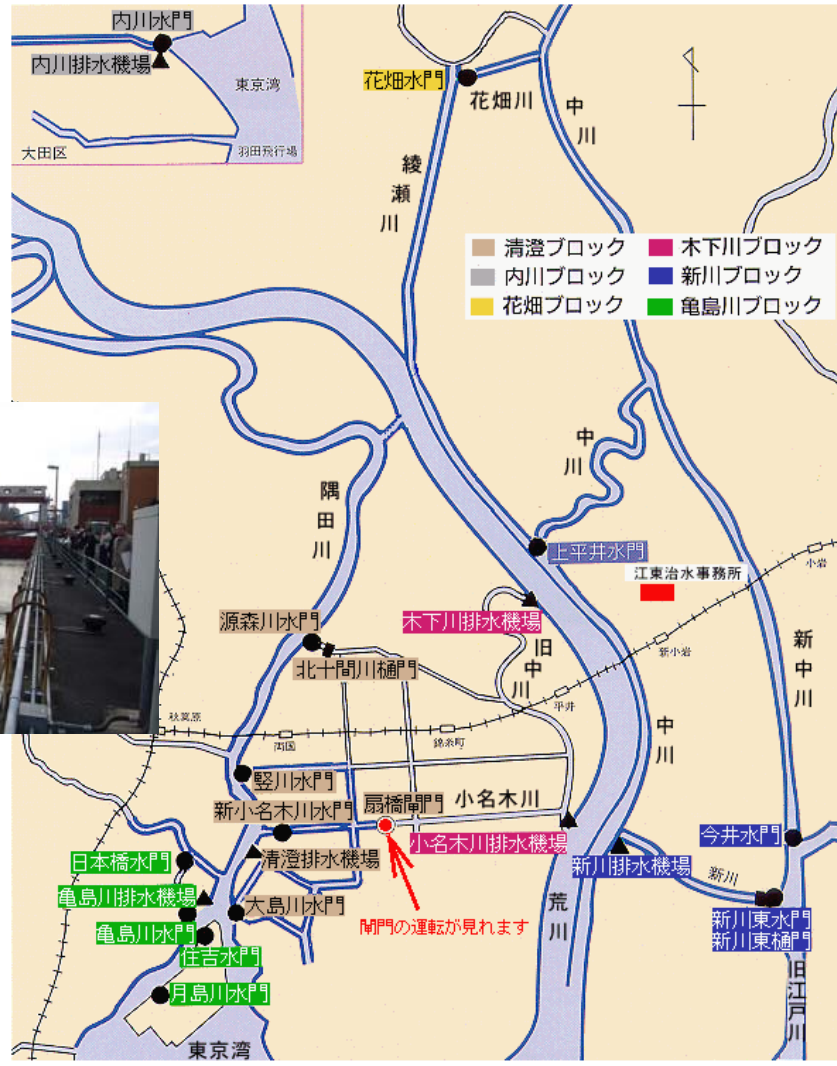 内川水門
内川排水機場
東京湾
大田区
羽田飛行場
花畑水門
花畑川
中川
綾瀬川
清澄ブロック
木下川ブロック
内川ブロック
新川ブロック
花畑ブロック
亀島川ブロック
中川
隅田川
上平井水門
江東治水事務所
小岩
木下川排水機場
源森川水門
北十間川樋門
旧中川
新小岩
新中川
平井
秋葉原
両国
錦糸町
中川
竪川水門
新小名木川水門
扇橋閘門
小名木川
小名木川排水機場
今井水門
日本橋水門
清澄排水機場
新川排水機場
新川
亀島川排水機場
大島川水門
荒川
新川東水門
新川東樋門
亀島川水門
閘門の運転が見れます
住吉水門
月島川水門
旧江戸川
東京湾